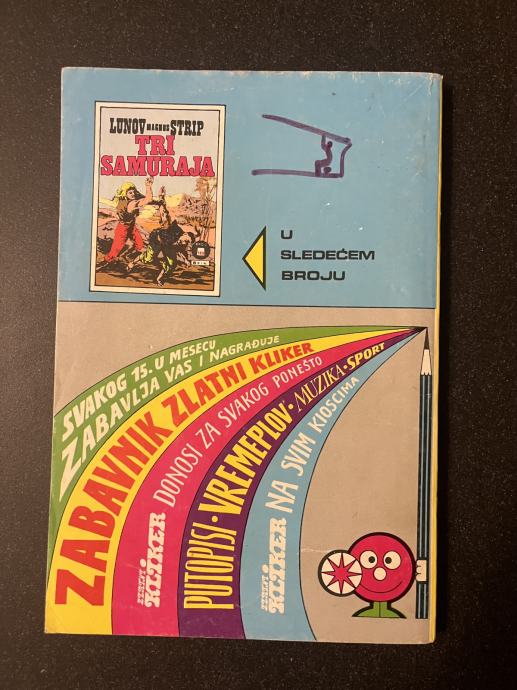 LUNOV MAGNUS STRIP
TRI
SAMURAJA
U
SLEDEĆEM
BROJU
SVAKOG 15. U MESECU
ZABAVLJA VAS I NAGRAĐUJE
ZABAVNIK ZLATNI KLIKER
KLIKER DONOSI ZA SVAKOG PONEŠTO
PUTOPISI · VREMEPLOV · MUZIKA · SPORT
KLIKER NA SVIM KIOSCIMA